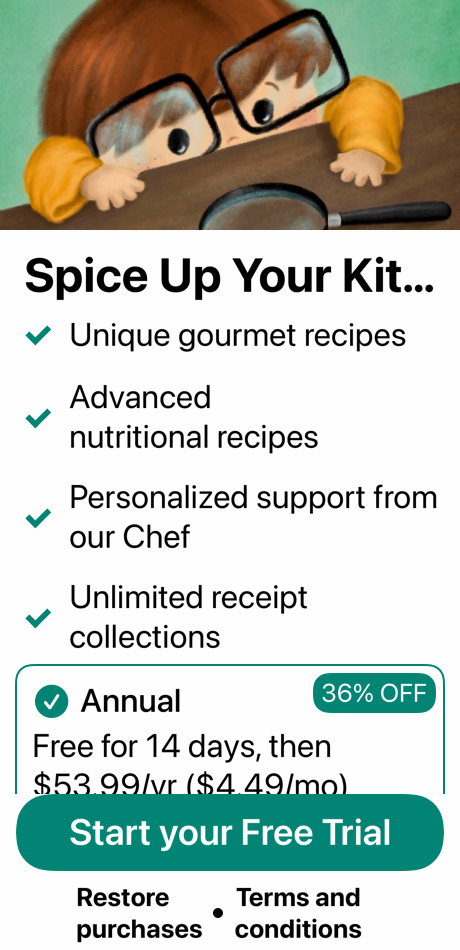 Spice Up Your Kit...
Unique gourmet recipes
Advanced
nutritional recipes
Personalized support from
our Chef
Unlimited receipt
collections
36% OFF
Annual
Free for 14 days, then
$53.99/yr ($4.49/mo)
Start your Free Trial
Restore
purchases
•
Terms and
conditions